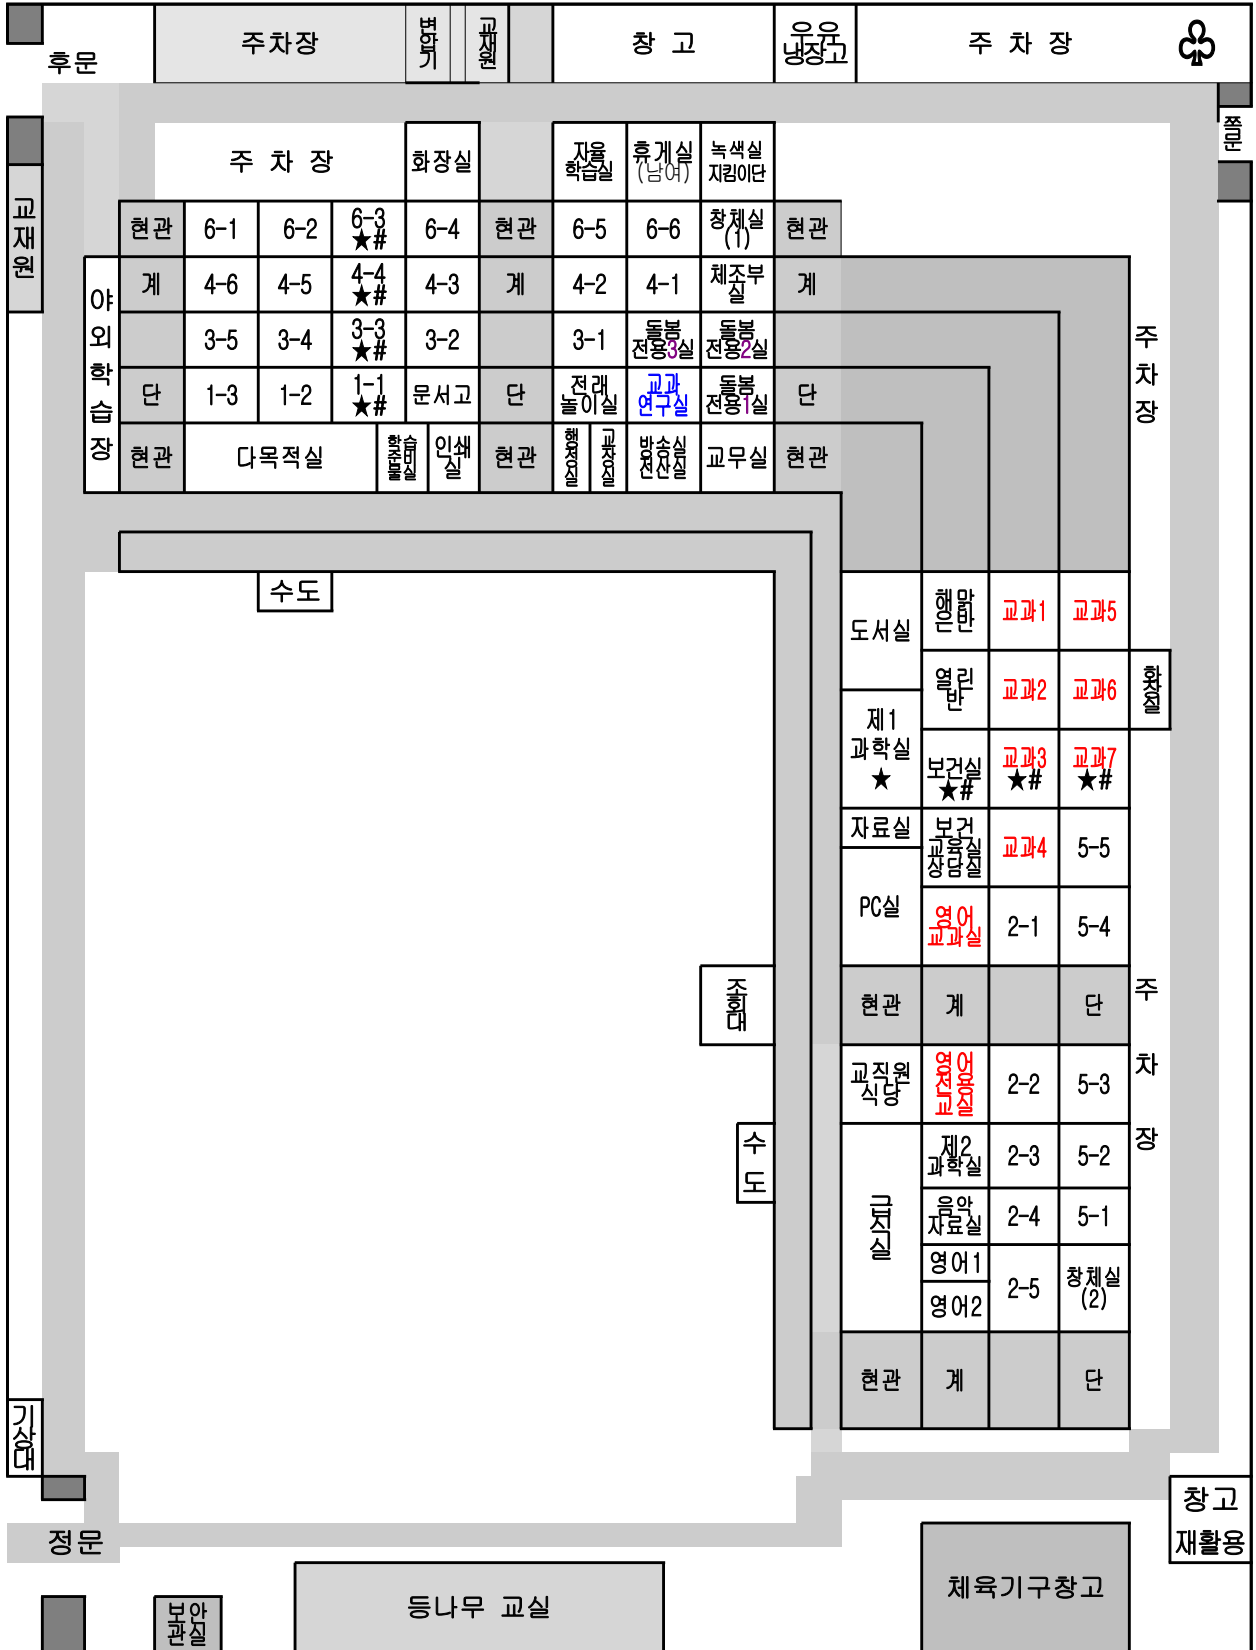 후문
주차장
변압기
교재원
창 고
우유
냉장고
주 차 장
쪽문
교재원
주 차 장
화장실
자율
학습실
휴게실
(남여)
녹색실
지킴이단
현관
6-1
6-2
6-3
★#
6-4
현관
6-5
6-6
창체실
(1)
현관
야외학습장
계
4-6
4-5
4-4
★#
4-3
계
4-2
4-1
체조부
실
계
3-5
3-4
3-3
★#
3-2
3-1
돌봄
전용3실
돌봄
전용2실
단
1-3
1-2
1-1
★#
문서고
단
전래
놀이실
교과
연구실
돌봄
전용1실
단
현관
다목적실
학습
준비
물실
인쇄
실
현관
행정실
교장실
방송실
전산실
교무실
현관
주차장
수도
도서실
해맑
은반
교과1
교과5
열린
반
교과2
교과6
화장실
제1
과학실
★
보건실
★#
교과3
★#
교과7
★#
자료실
보건
교육실
상담실
교과4
5-5
PC실
영어
교과실
2-1
5-4
조회대
현관
계
단
주차장
교직원
식당
영어
전용
교실
2-2
5-3
수도
급식실
제2
과학실
2-3
5-2
음악
자료실
2-4
5-1
영어1
영어2
2-5
창체실
(2)
현관
계
단
기상대
정문
창고
재활용
보안
관실
등나무 교실
체육기구창고